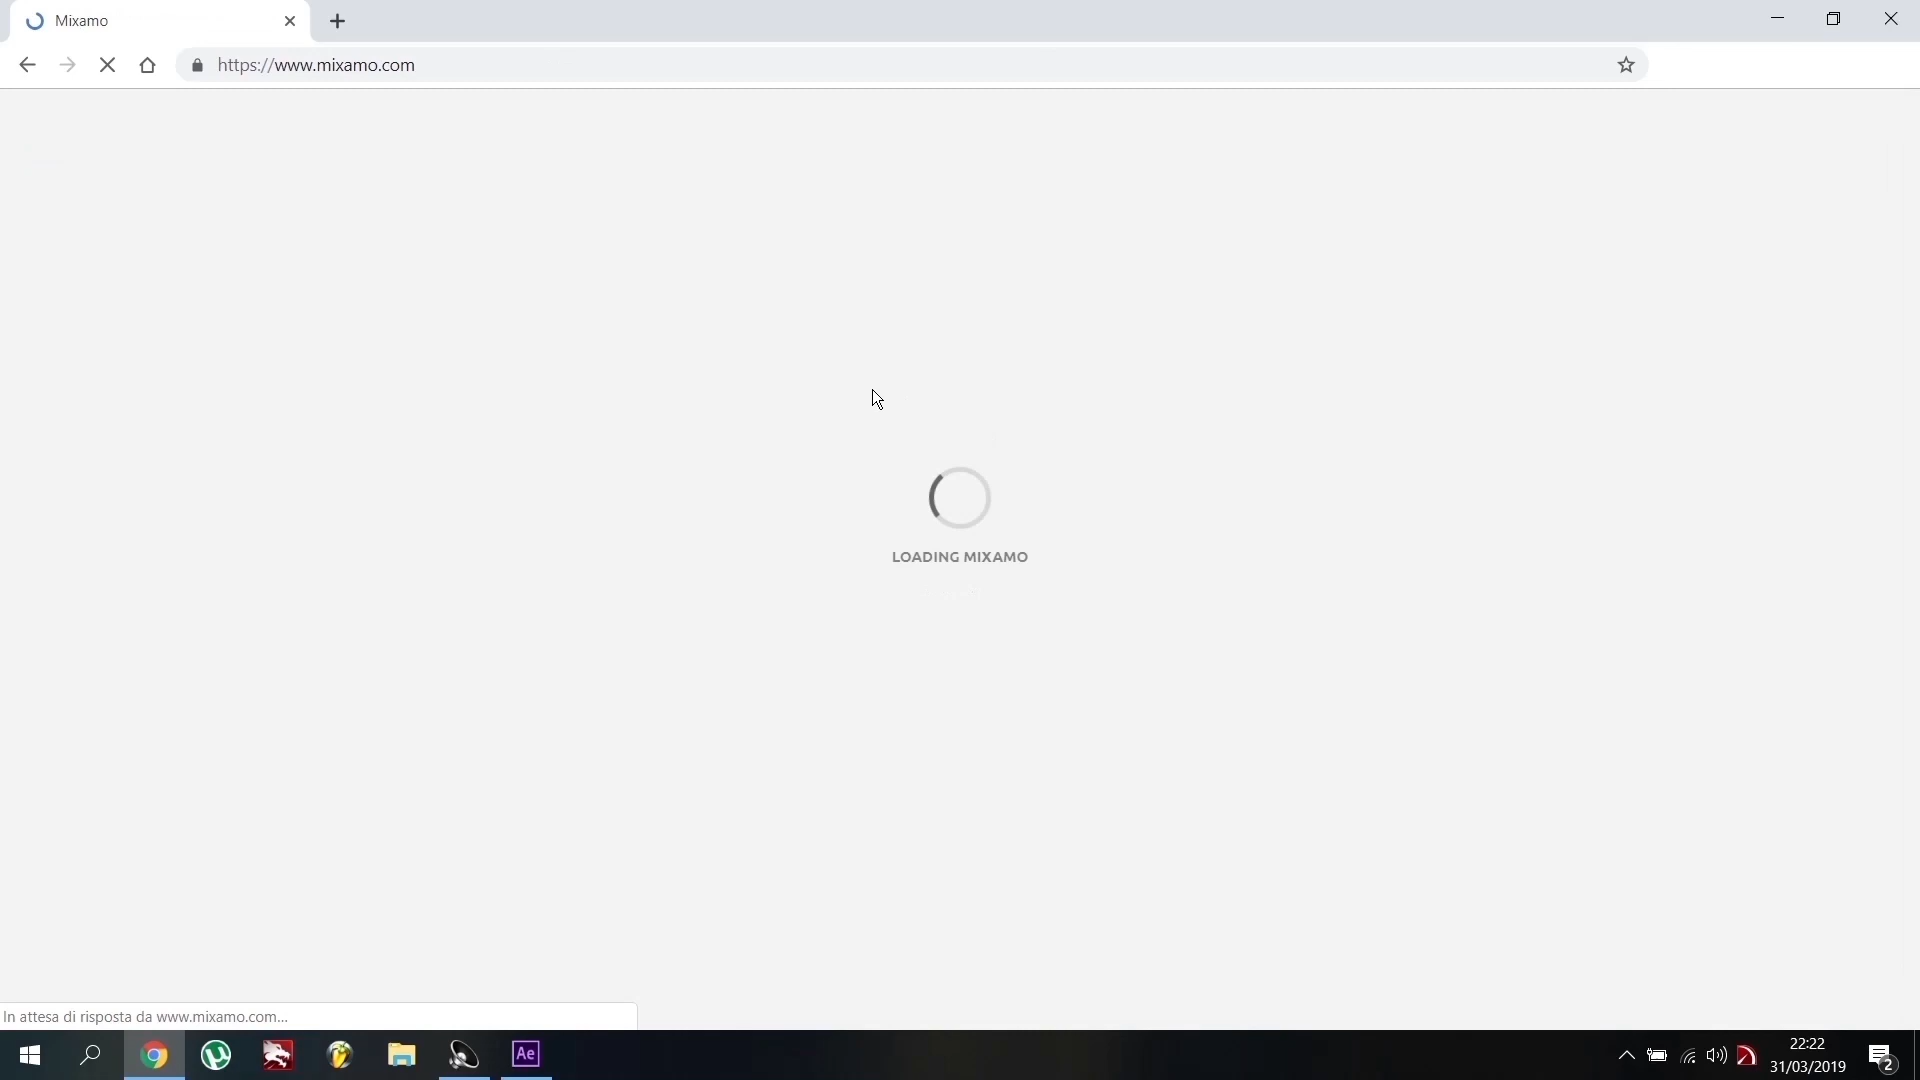 Mixamo
https://www.mixamo.com
LOADING MIXAMO
In attesa di risposta da www.mixamo.com...
Ae
22:22
31/03/2019
2